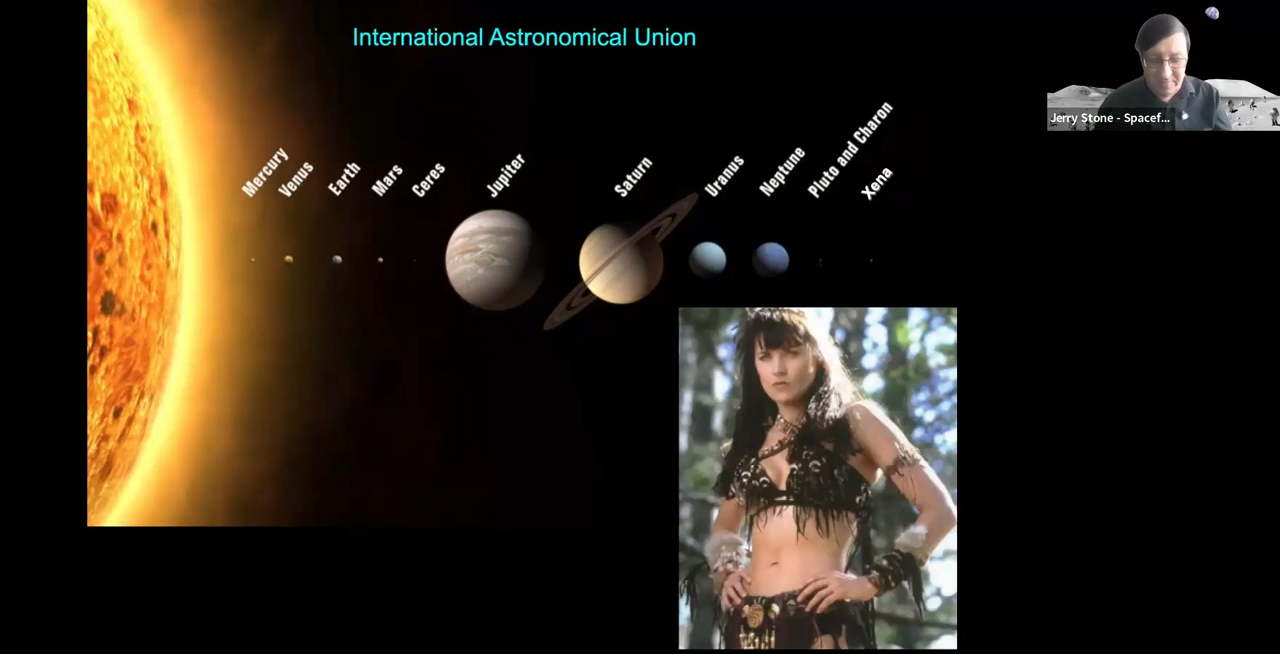 International Astronomical Union
Mercury
Venus
Earth
Mars
Ceres
Jupiter
Saturn
Uranus
Neptune
Pluto and Charon
Xena
Jerry Stone - Spacef...